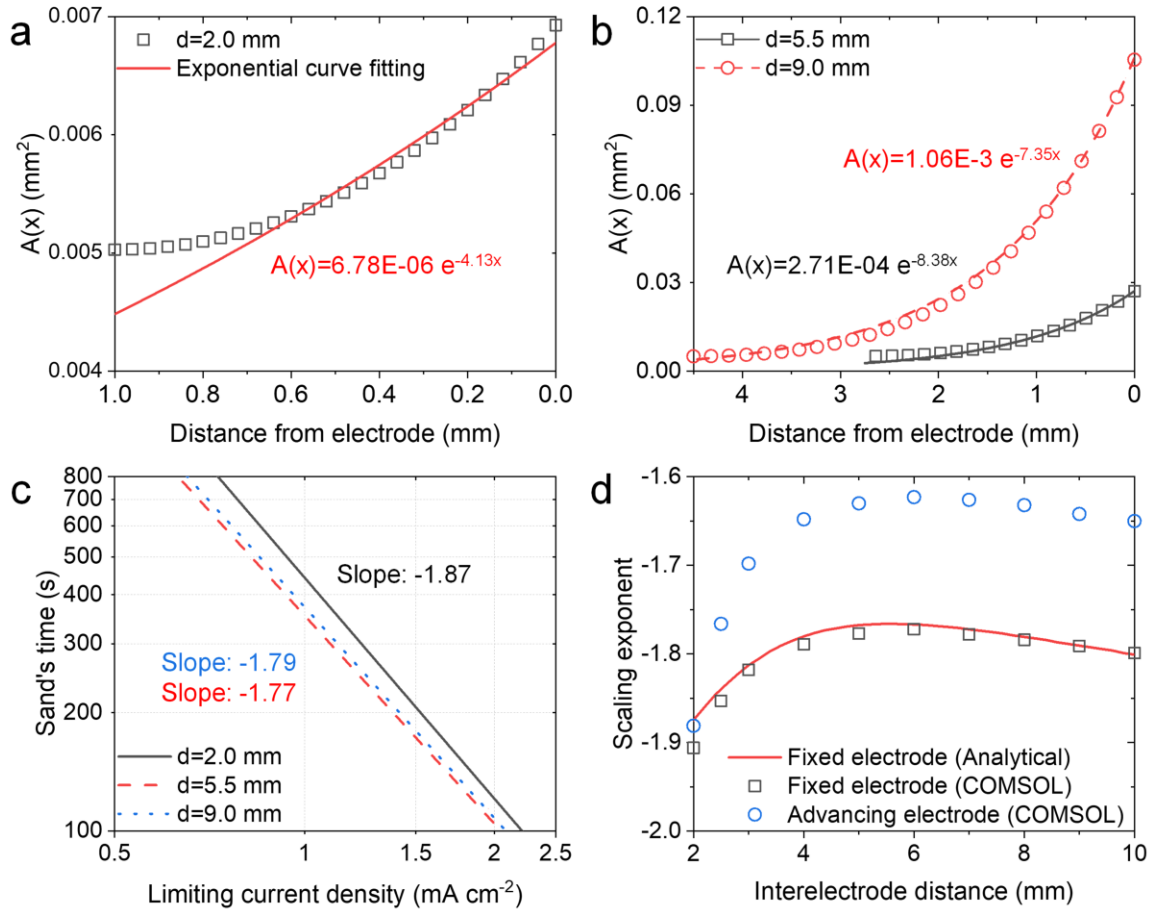 a
d=2.0 mm
Exponential curve fitting
A(x)=6.78E-06 e-4.13x
0.007
0.006
0.005
0.004
A(x) (mm2)
1.0 0.8 0.6 0.4 0.2 0.0
Distance from electrode (mm)
b
d=5.5 mm
d=9.0 mm
A(x)=1.06E-3 e-7.35x
A(x)=2.71E-04 e-8.38x
0.12
0.09
0.06
0.03
0.00
A(x) (mm2)
4 3 2 1 0
Distance from electrode (mm)
c
800
700
600
500
400
300
200
100
Sand's time (s)
Slope: -1.87
Slope: -1.79
Slope: -1.77
d=2.0 mm
d=5.5 mm
d=9.0 mm
0.5 1 1.5 2 2.5
Limiting current density (mA cm-2)
d
-1.6
-1.7
-1.8
-1.9
-2.0
Scaling exponent
Fixed electrode (Analytical)
Fixed electrode
(COMSOL)
Advancing electrode (COMSOL)
2 4 6 8 10
Interelectrode distance (mm)